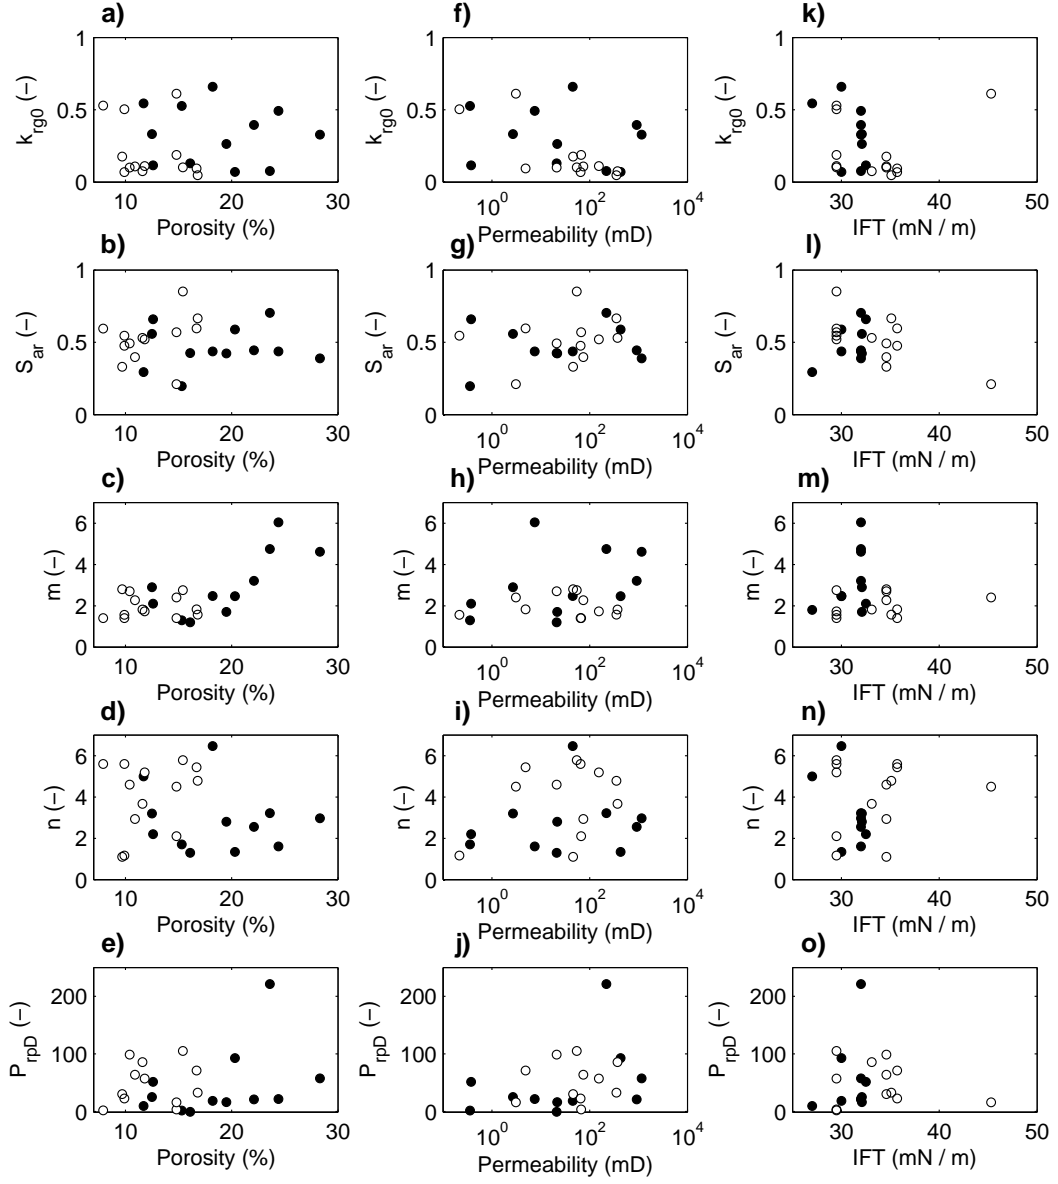 a)
1
0.5
0
k_rg0 (–)
10 20 30
Porosity (%)
f)
1
0.5
0
k_rg0 (–)
10^0 10^2 10^4
Permeability (mD)
k)
1
0.5
0
k_rg0 (–)
30 40 50
IFT (mN / m)
b)
1
0.5
0
S_ar (–)
10 20 30
Porosity (%)
g)
1
0.5
0
S_ar (–)
10^0 10^2 10^4
Permeability (mD)
l)
1
0.5
0
S_ar (–)
30 40 50
IFT (mN / m)
c)
6
4
2
0
m (–)
10 20 30
Porosity (%)
h)
6
4
2
0
m (–)
10^0 10^2 10^4
Permeability (mD)
m)
6
4
2
0
m (–)
30 40 50
IFT (mN / m)
d)
6
4
2
0
n (–)
10 20 30
Porosity (%)
i)
6
4
2
0
n (–)
10^0 10^2 10^4
Permeability (mD)
n)
6
4
2
0
n (–)
30 40 50
IFT (mN / m)
e)
200
100
0
P_rpD (–)
10 20 30
Porosity (%)
j)
200
100
0
P_rpD (–)
10^0 10^2 10^4
Permeability (mD)
o)
200
100
0
P_rpD (–)
30 40 50
IFT (mN / m)